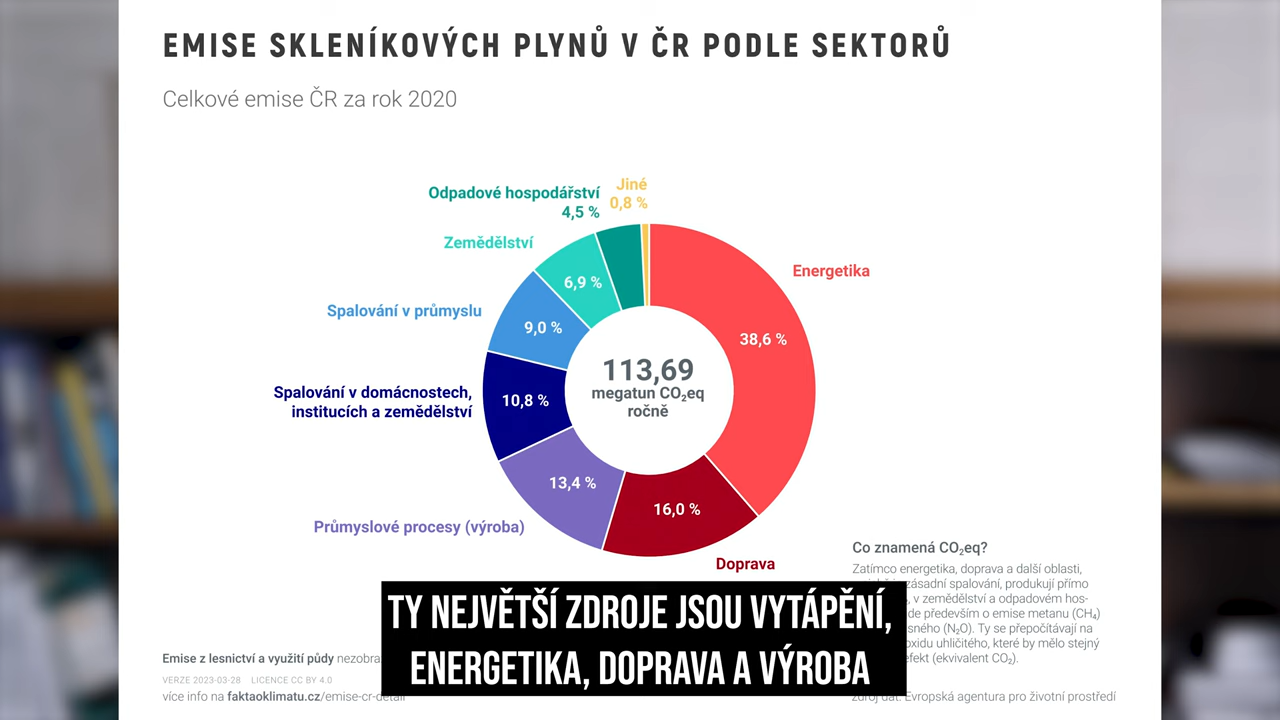 EMISE SKLENÍKOVÝCH PLYNŮ V ČR PODLE SEKTORŮ
Celkové emise ČR za rok 2020
Jiné
0,8 %
Odpadové hospodářství
4,5 %
Zemědělství
6,9 %
Energetika
38,6 %
Spalování v průmyslu
9,0 %
113,69
megatun CO₂eq
ročně
Spalování v domácnostech,
institucích a zemědělství
10,8 %
13,4 %
Průmyslové procesy (výroba)
16,0 %
Doprava
Co znamená CO₂eq?
Zatímco energetika, doprava a další oblasti,
zásadní spalování, produkují přímo
, v zemědělství a odpadovém hos-
de především o emise metanu (CH₄)
sného (N₂O). Ty se přepočítávají na
oxidu uhličitého, které by mělo stejný
efekt (ekvivalent CO₂).
TY NEJVĚTŠÍ ZDROJE JSOU VYTÁPĚNÍ,
ENERGETIKA, DOPRAVA A VÝROBA
Emise z lesnictví a využití půdy nezobra
VERZE 2023-03-28 LICENCE CC BY 4.0
více info na faktaoklimatu.cz/emise-cr-detail
zdroj dat: Evropská agentura pro životní prostředí